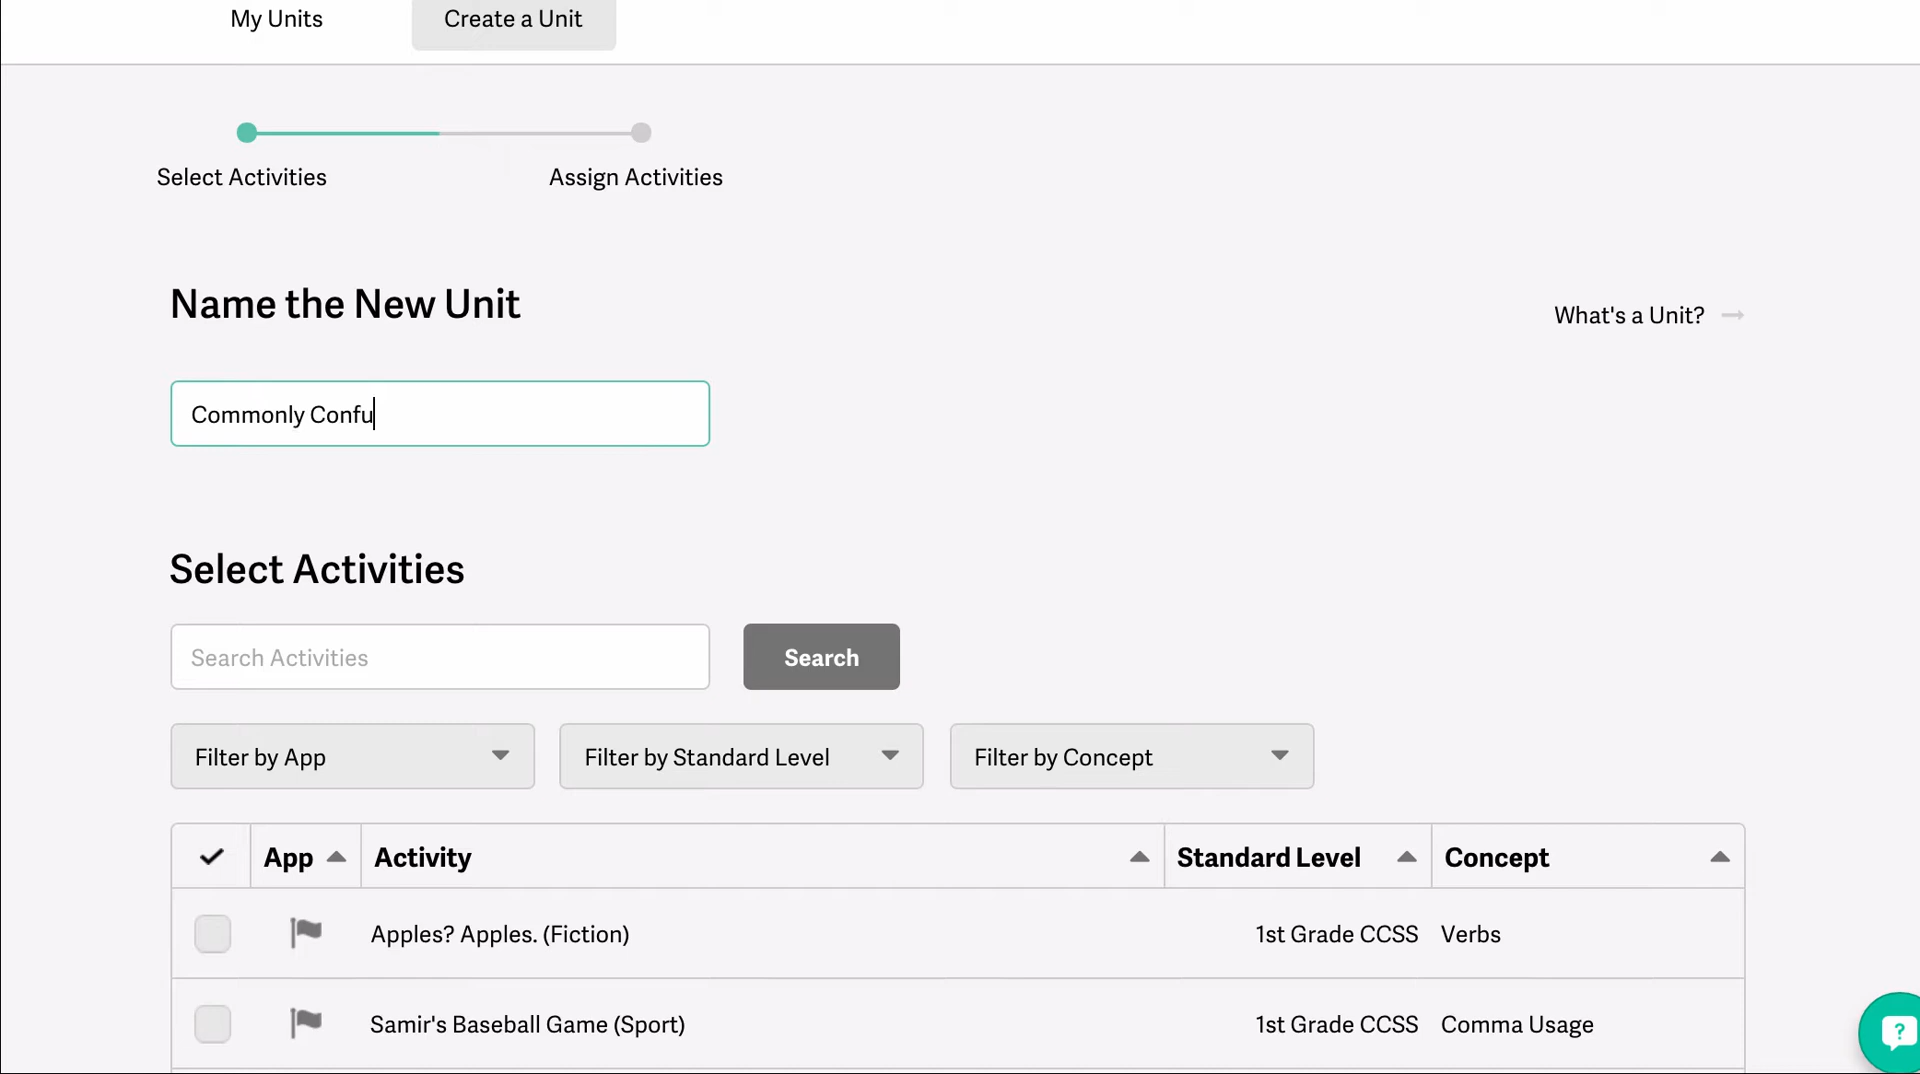 My Units
Create a Unit
Select Activities
Assign Activities
Name the New Unit
What's a Unit?
Commonly Confu
Select Activities
Search Activities
Search
Filter by App
Filter by Standard Level
Filter by Concept
App
Activity
Standard Level
Concept
Apples? Apples. (Fiction)
1st Grade CCSS
Verbs
Samir's Baseball Game (Sport)
1st Grade CCSS
Comma Usage
?